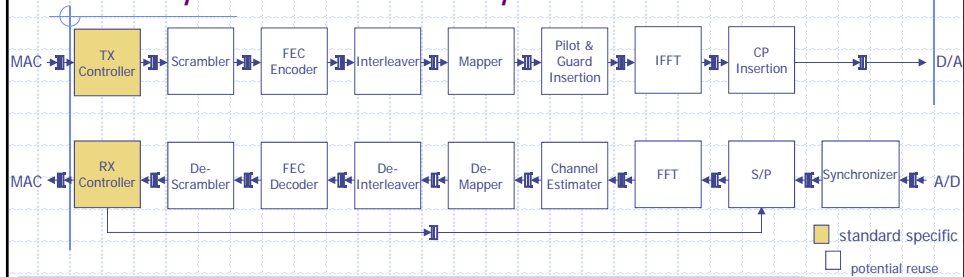 MAC
TX
Controller
Scrambler
FEC
Encoder
Interleaver
Mapper
Pilot &
Guard
Insertion
IFFT
CP
Insertion
D/A
MAC
RX
Controller
De-
Scrambler
FEC
Decoder
De-
Interleaver
De-
Mapper
Channel
Estimater
FFT
S/P
Synchronizer
A/D
standard specific
potential reuse